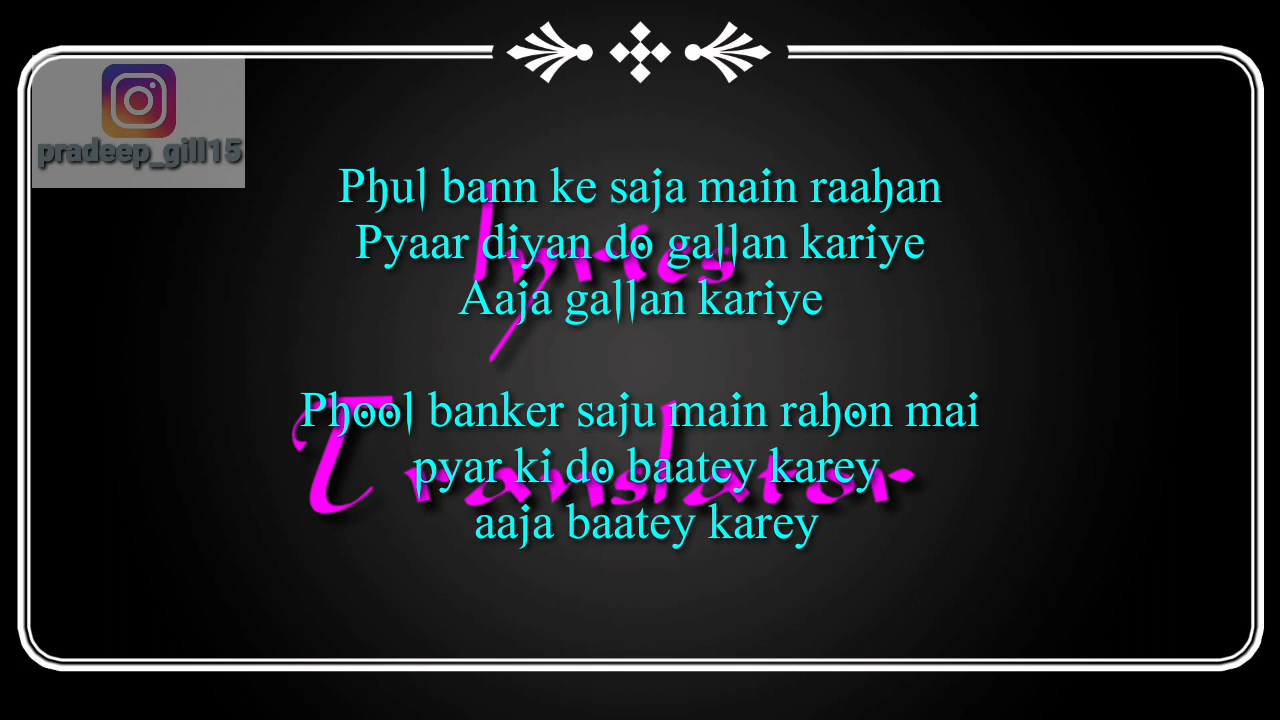 pradeep_gill15
Phul bann ke saja main raahan
Pyaar diyan do gallan kariye
Aaja gallan kariye
Phool banker saju main rahon mai
pyar ki do baatey karey
aaja baatey karey
lyrics
Translator